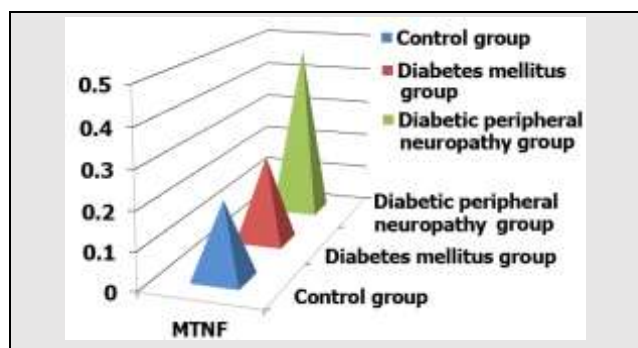 Control group
Diabetes mellitus
group
Diabetic peripheral
neuropathy group
0.5
0.4
0.3
0.2
0.1
0
Diabetic peripheral
neuropathy group
Diabetes mellitus group
Control group
MTNF